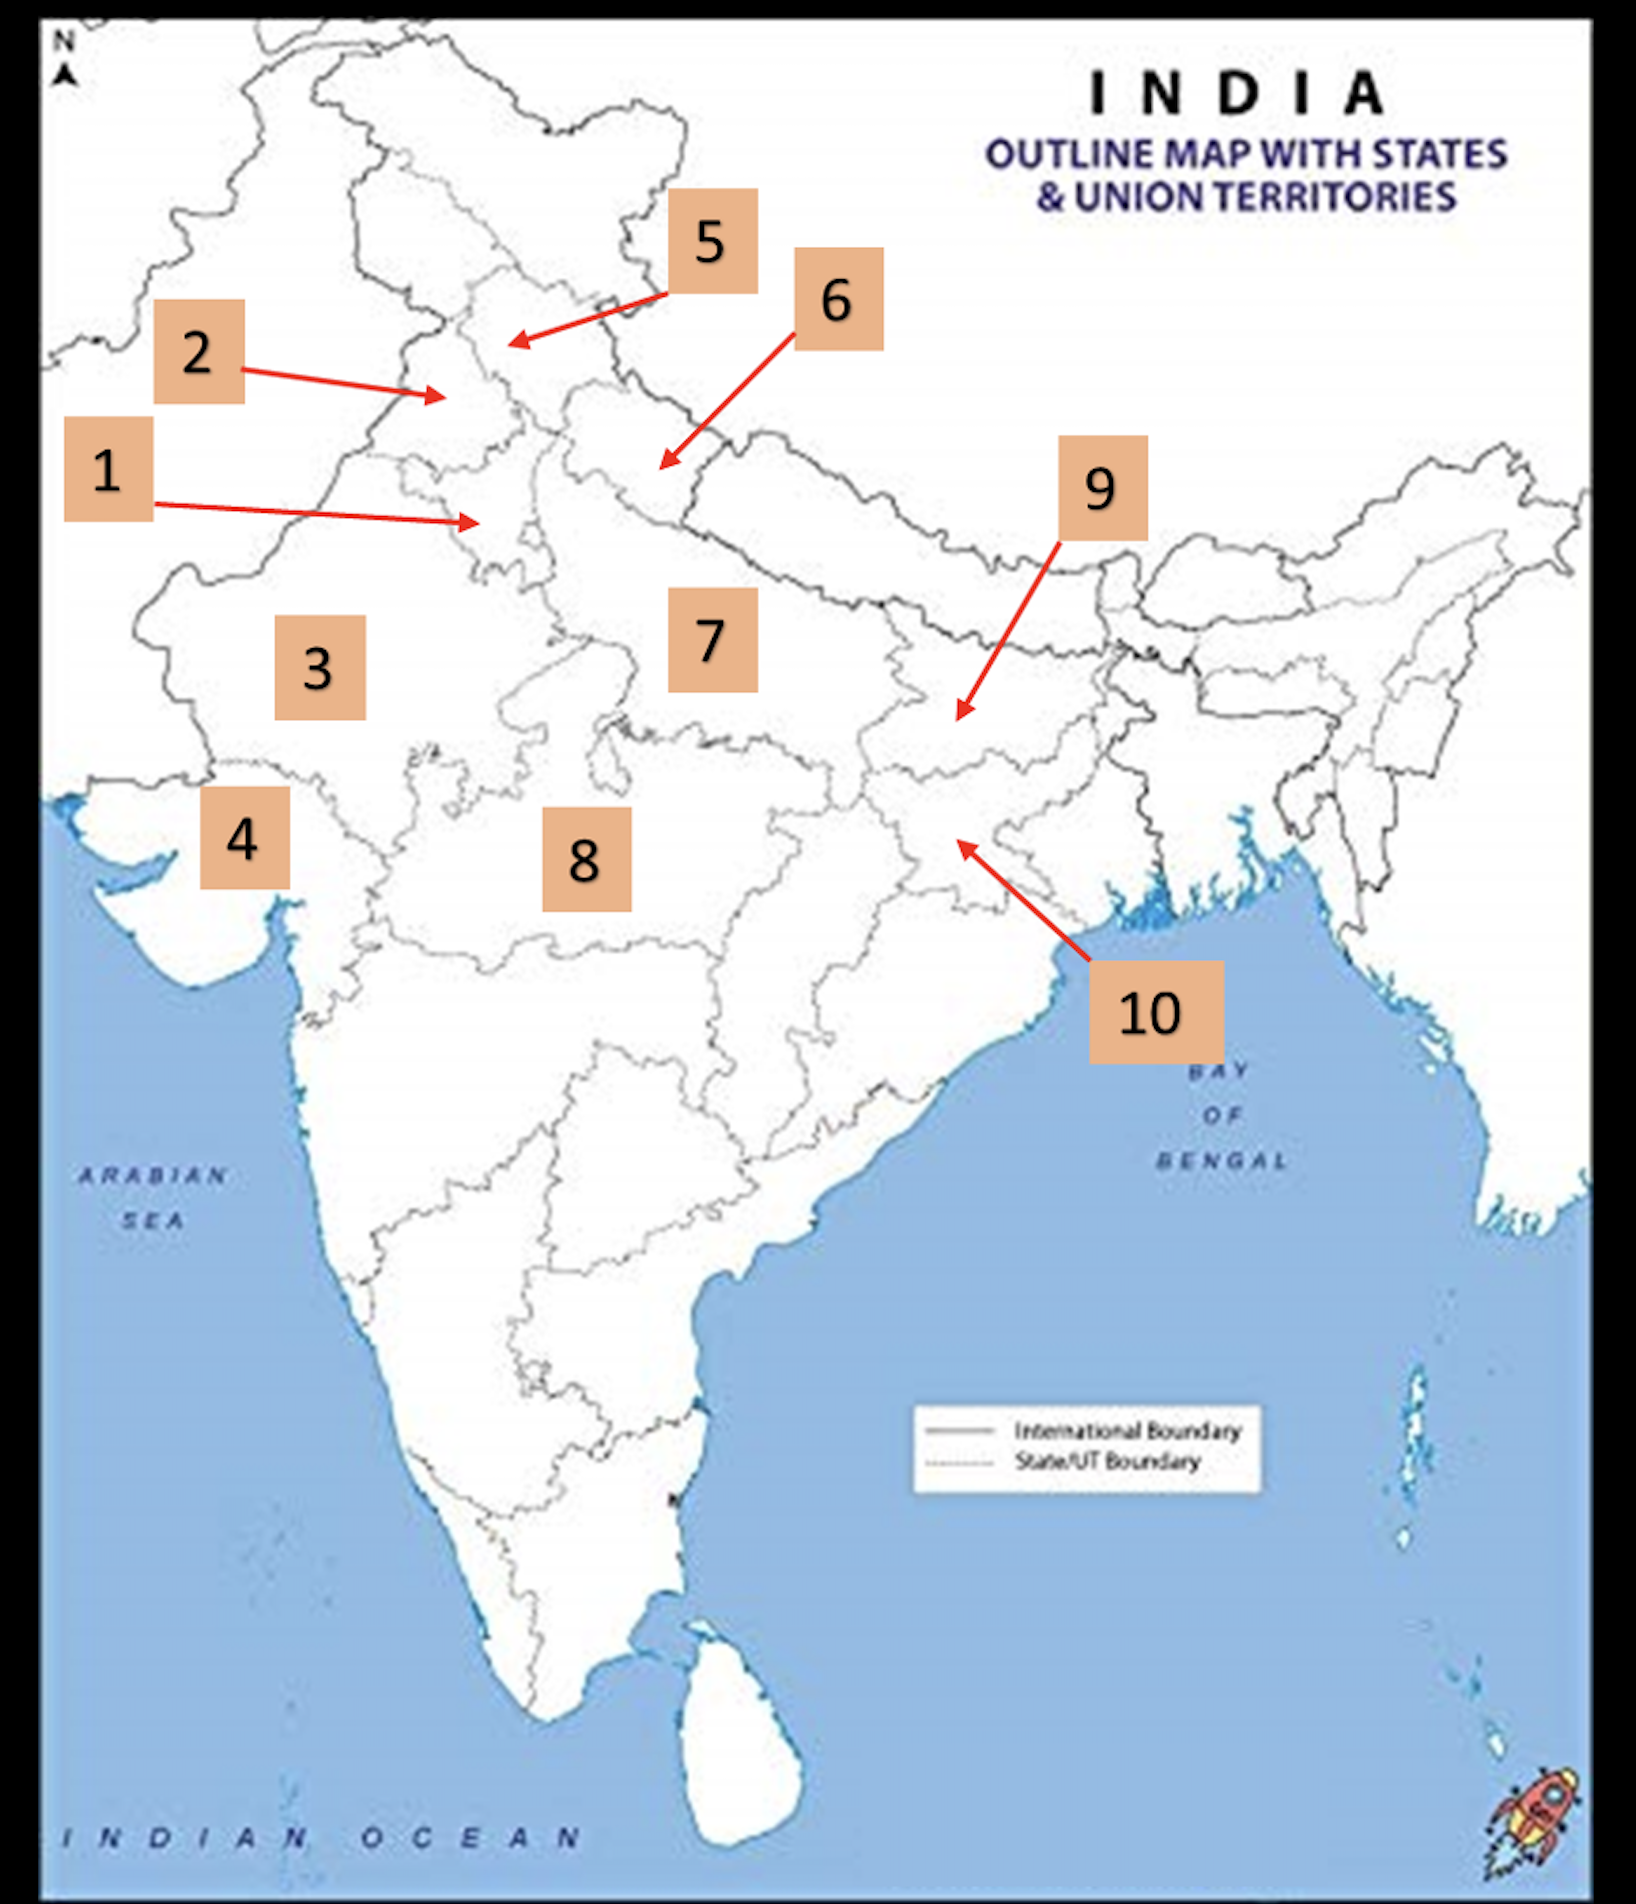 N
I N D I A
OUTLINE MAP WITH STATES
& UNION TERRITORIES
5
6
2
1
9
3
7
4
8
10
BAY
OF
BENGAL
ARABIAN
SEA
International Boundary
State/UT Boundary
INDIAN OCEAN